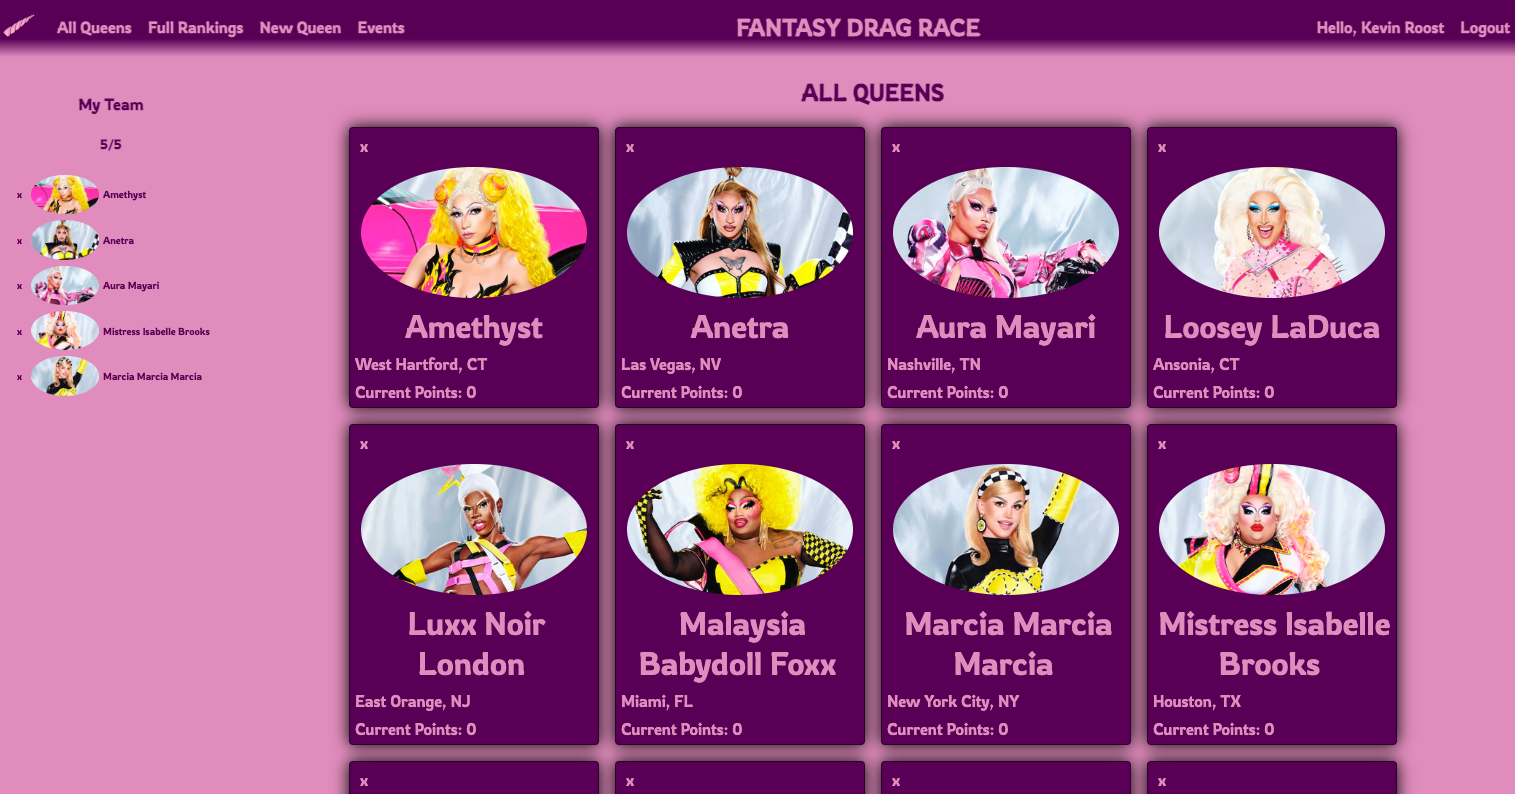 All Queens Full Rankings New Queen Events
FANTASY DRAG RACE
Hello, Kevin Roost Logout
My Team
5/5
x Amethyst
x Anetra
x Aura Mayari
x Mistress Isabelle Brooks
x Marcia Marcia Marcia
ALL QUEENS
x
Amethyst
West Hartford, CT
Current Points: 0
x
Anetra
Las Vegas, NV
Current Points: 0
x
Aura Mayari
Nashville, TN
Current Points: 0
x
Loosey LaDuca
Ansonia, CT
Current Points: 0
x
Luxx Noir
London
East Orange, NJ
Current Points: 0
x
Malaysia
Babydoll Foxx
Miami, FL
Current Points: 0
x
Marcia Marcia
Marcia
New York City, NY
Current Points: 0
x
Mistress Isabelle
Brooks
Houston, TX
Current Points: 0
x
x
x
x